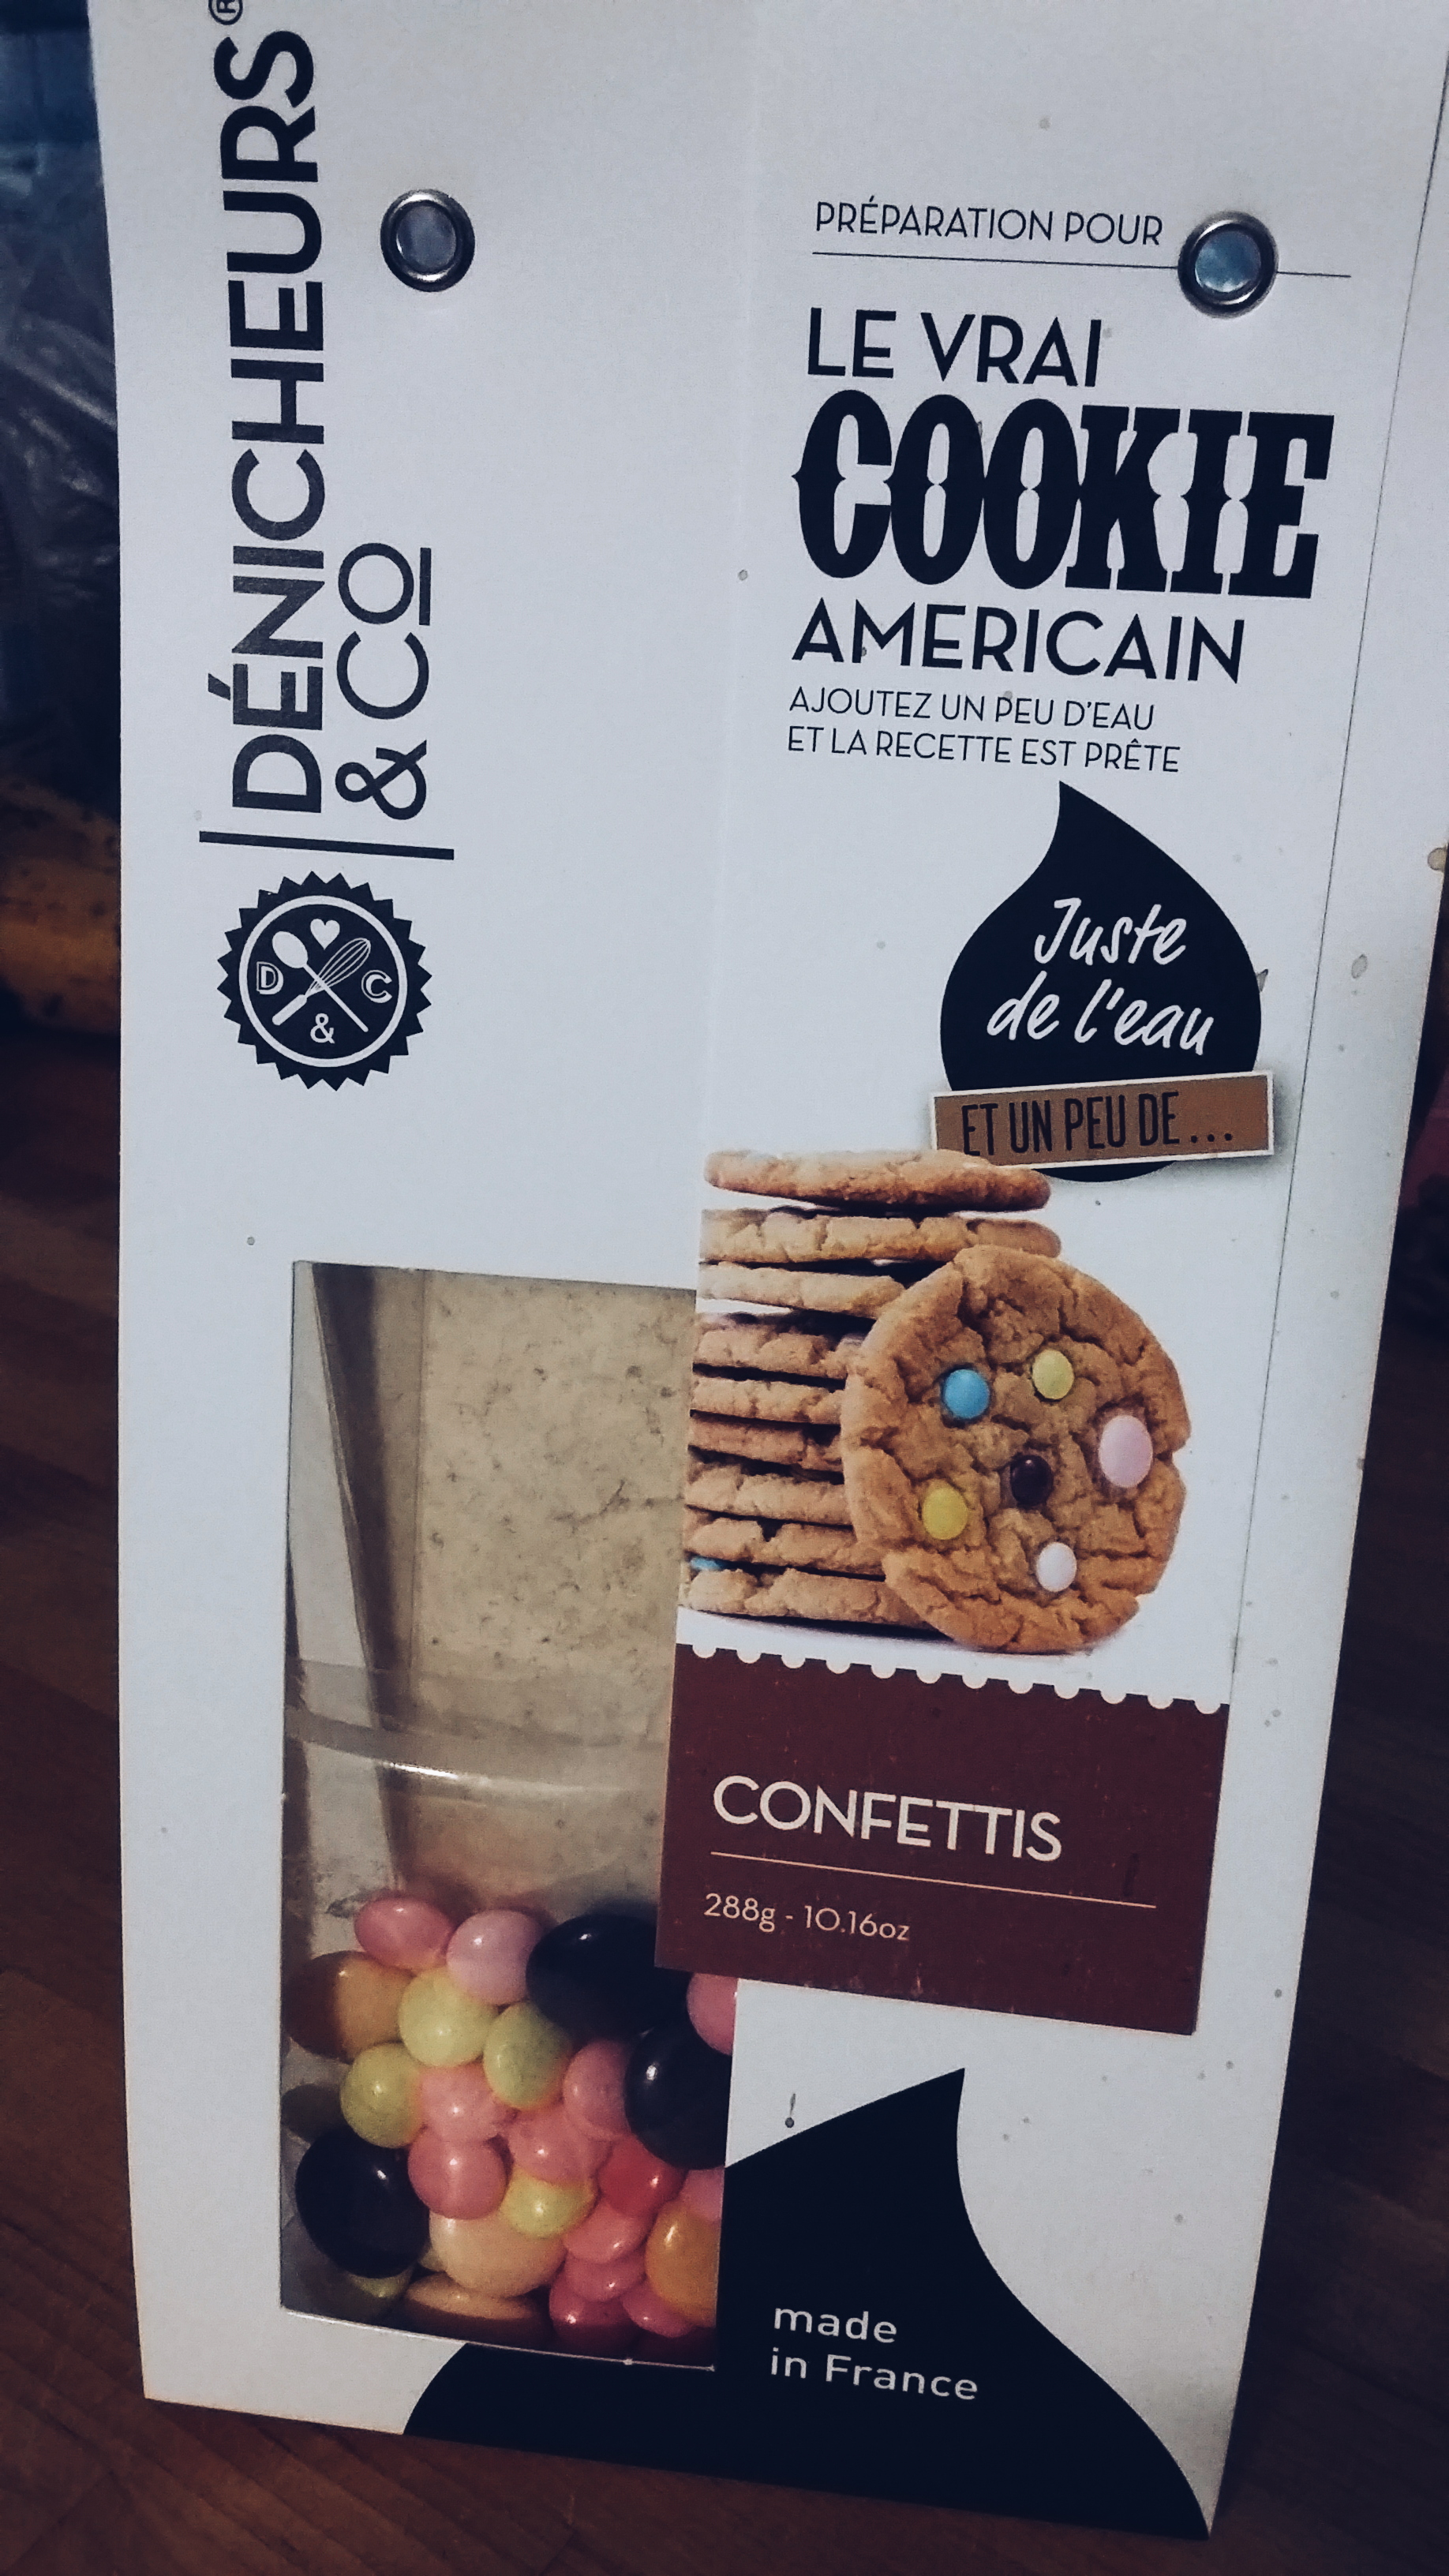 DÉNICHEURS®
& CO
D C
&
PRÉPARATION POUR
LE VRAI
COOKIE
AMERICAIN
AJOUTEZ UN PEU D'EAU
ET LA RECETTE EST PRÊTE
Juste
de l'eau
ET UN PEU DE...
CONFETTIS
288g - 10.16oz
made
in France